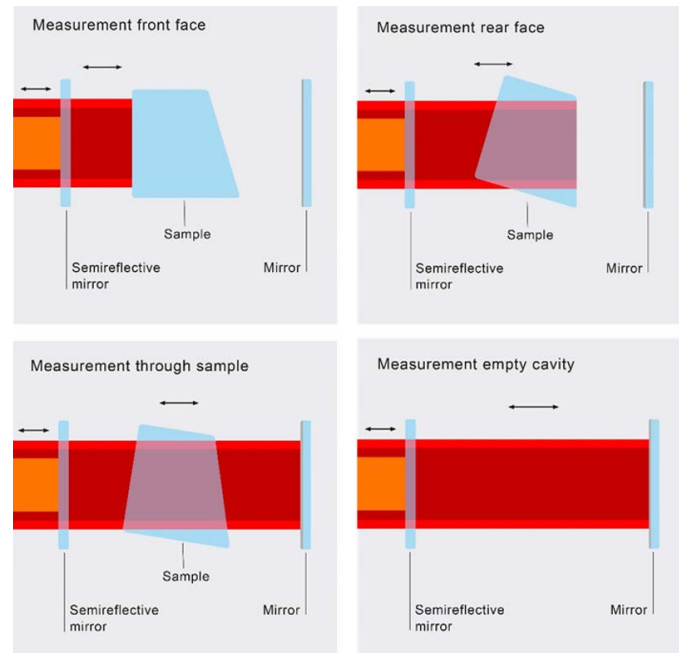 Measurement front face
Sample
Semireflective
mirror
Mirror
Measurement rear face
Sample
Semireflective
mirror
Mirror
Measurement through sample
Sample
Semireflective
mirror
Mirror
Measurement empty cavity
Semireflective
mirror
Mirror